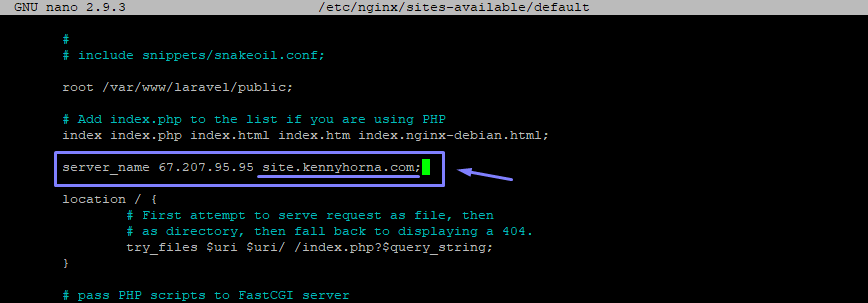 GNU nano 2.9.3 /etc/nginx/sites-available/default
#
# include snippets/snakeoil.conf;
root /var/www/laravel/public;
# Add index.php to the list if you are using PHP
index index.php index.html index.htm index.nginx-debian.html;
server_name 67.207.95.95 site.kennyhorna.com;
location / {
# First attempt to serve request as file, then
# as directory, then fall back to displaying a 404.
try_files $uri $uri/ /index.php?$query_string;
}
# pass PHP scripts to FastCGI server